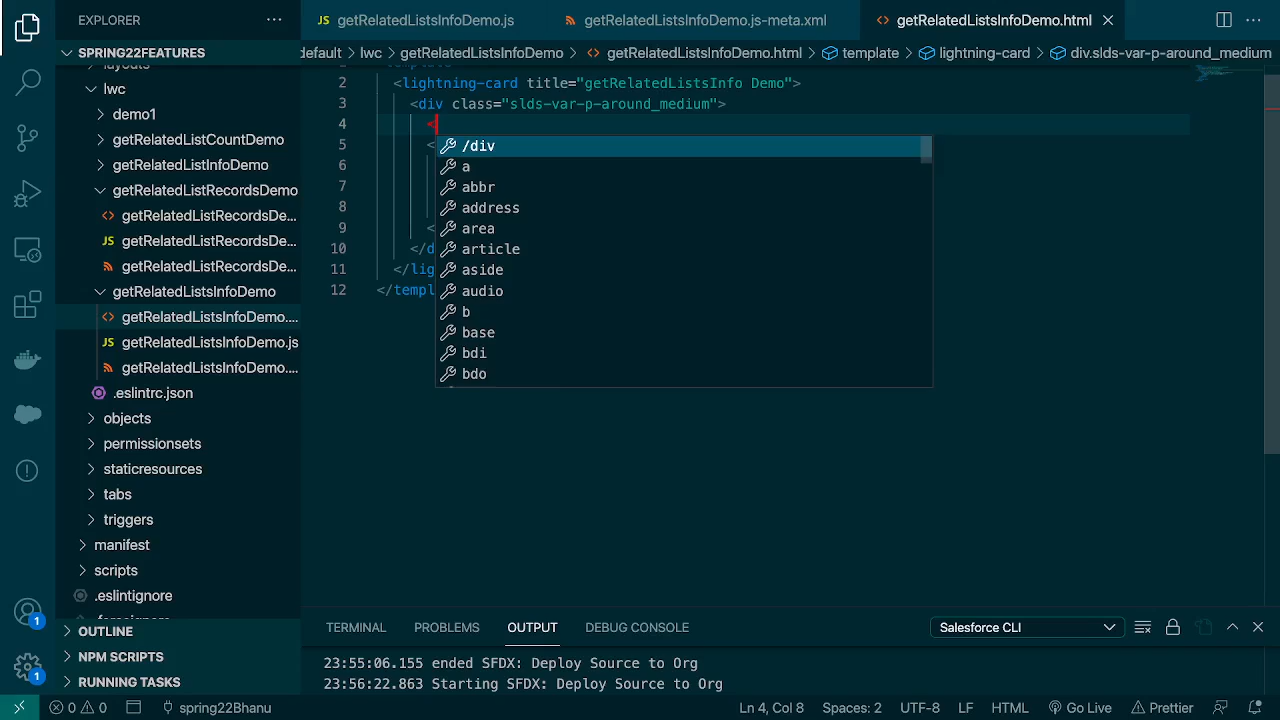 EXPLORER
SPRING22FEATURES
layouts
lwc
demo1
getRelatedListCountDemo
getRelatedListInfoDemo
getRelatedListRecordsDemo
getRelatedListRecordsDe...
JS getRelatedListRecordsDe...
getRelatedListRecordsDe...
getRelatedListsInfoDemo
getRelatedListsInfoDemo....
JS getRelatedListsInfoDemo.js
getRelatedListsInfoDemo....
.eslintrc.json
objects
permissionsets
staticresources
tabs
triggers
manifest
scripts
.eslintignore
OUTLINE
NPM SCRIPTS
RUNNING TASKS
1
1
JS getRelatedListsInfoDemo.js
getRelatedListsInfoDemo.js-meta.xml
getRelatedListsInfoDemo.html
default > lwc > getRelatedListsInfoDemo > getRelatedListsInfoDemo.html > template > lightning-card > div.slds-var-p-around_medium
2 <lightning-card title="getRelatedListsInfo Demo">
3 <div class="slds-var-p-around_medium">
4 <
5 <
6
7
8
9 <
10 </d
11 </lig
12 </templ
/div
a
abbr
address
area
article
aside
audio
b
base
bdi
bdo
TERMINAL PROBLEMS OUTPUT DEBUG CONSOLE
Salesforce CLI
23:55:06.155 ended SFDX: Deploy Source to Org
23:56:22.863 Starting SFDX: Deploy Source to Org
0 0 spring22Bhanu Ln 4, Col 8 Spaces: 2 UTF-8 LF HTML Go Live Prettier